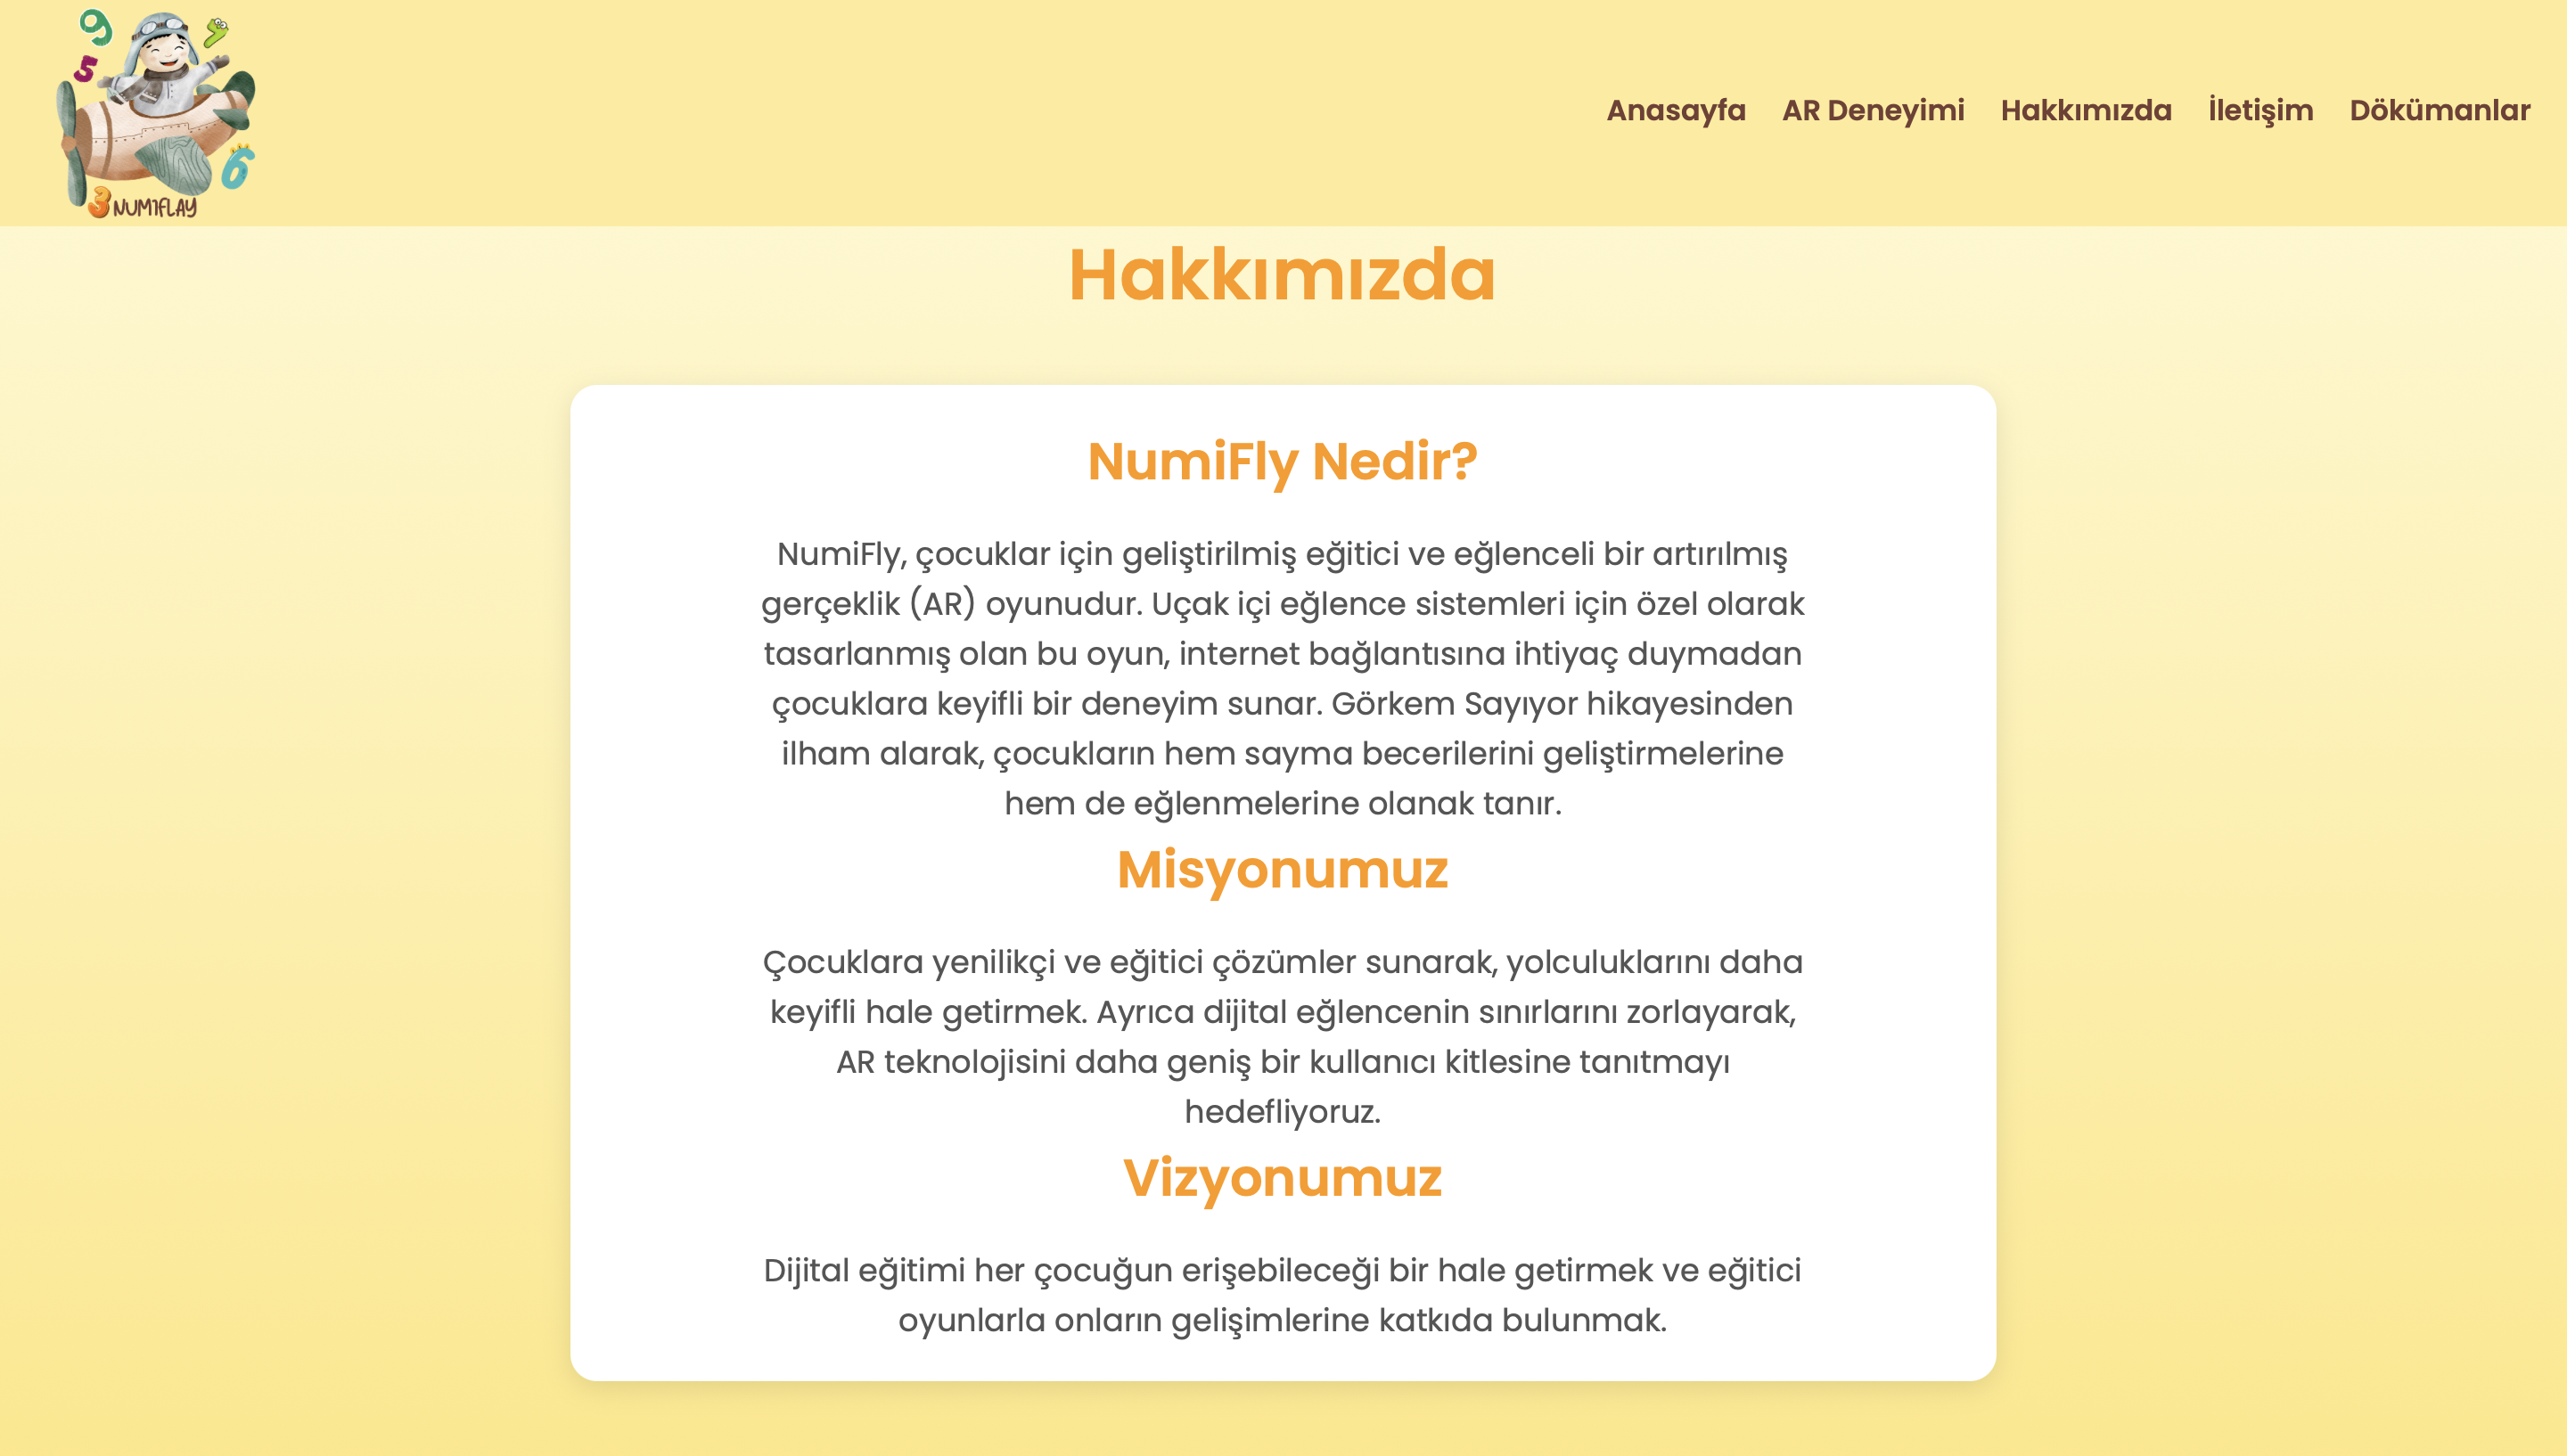 9
5
6
3 NUMIFLAY
Anasayfa AR Deneyimi Hakkımızda İletişim Dökümanlar
Hakkımızda
NumiFly Nedir?
NumiFly, çocuklar için geliştirilmiş eğitici ve eğlenceli bir artırılmış
gerçeklik (AR) oyunudur. Uçak içi eğlence sistemleri için özel olarak
tasarlanmış olan bu oyun, internet bağlantısına ihtiyaç duymadan
çocuklara keyifli bir deneyim sunar. Görkem Sayıyor hikayesinden
ilham alarak, çocukların hem sayma becerilerini geliştirmelerine
hem de eğlenmelerine olanak tanır.
Misyonumuz
Çocuklara yenilikçi ve eğitici çözümler sunarak, yolculuklarını daha
keyifli hale getirmek. Ayrıca dijital eğlencenin sınırlarını zorlayarak,
AR teknolojisini daha geniş bir kullanıcı kitlesine tanıtmayı
hedefliyoruz.
Vizyonumuz
Dijital eğitimi her çocuğun erişebileceği bir hale getirmek ve eğitici
oyunlarla onların gelişimlerine katkıda bulunmak.